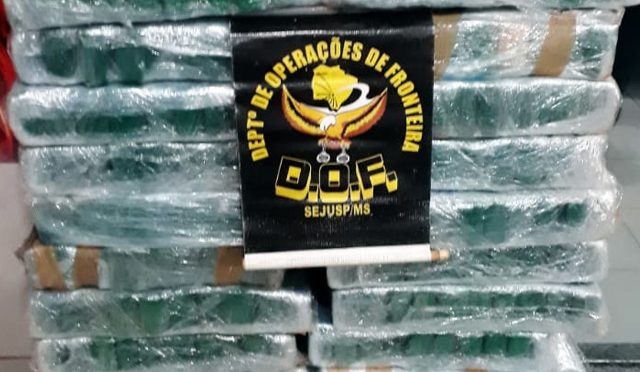 DEPTº DE OPERAÇÕES DE FRONTEIRA
D.O.F.
SEJUSP/MS